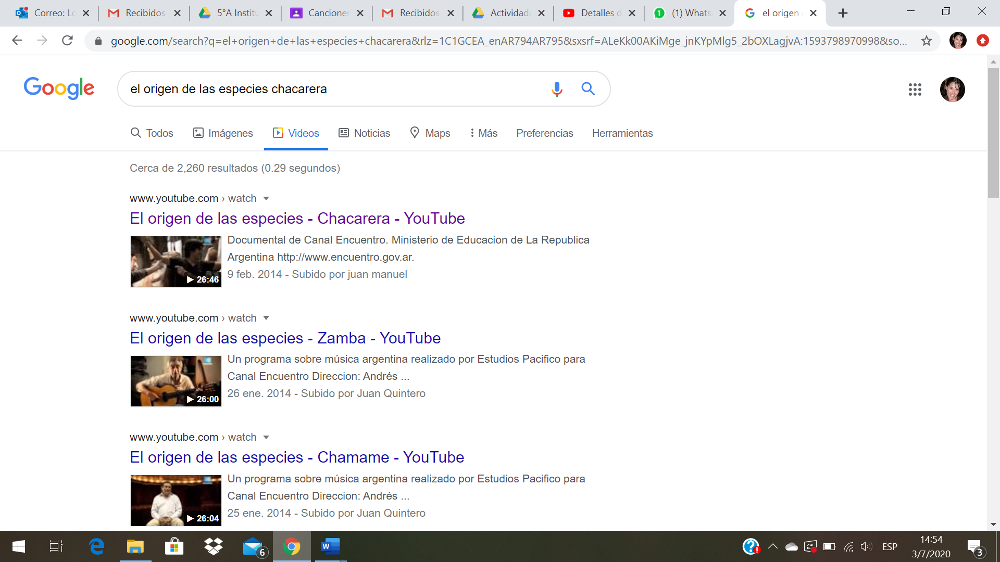 Correo: Lo
Recibidos
5°A Institu
Cancioner
Recibidos
Actividade
Detalles d
(1) Whats
el origen
google.com/search?q=el+origen+de+las+especies+chacarera&rlz=1C1GCEA_enAR794AR795&sxsrf=ALeKk00AKiMge_jnKYpMlg5_2bOXLagjvA:1593798970998&so...
Google
el origen de las especies chacarera
Todos
Imágenes
Videos
Noticias
Maps
Más
Preferencias
Herramientas
Cerca de 2,260 resultados (0.29 segundos)
www.youtube.com › watch
El origen de las especies - Chacarera - YouTube
Documental de Canal Encuentro. Ministerio de Educacion de La Republica
Argentina http://www.encuentro.gov.ar.
9 feb. 2014 - Subido por juan manuel
26:46
www.youtube.com › watch
El origen de las especies - Zamba - YouTube
Un programa sobre música argentina realizado por Estudios Pacifico para
Canal Encuentro Direccion: Andrés ...
26 ene. 2014 - Subido por Juan Quintero
26:00
www.youtube.com › watch
El origen de las especies - Chamame - YouTube
Un programa sobre música argentina realizado por Estudios Pacifico para
Canal Encuentro Direccion: Andrés ...
25 ene. 2014 - Subido por Juan Quintero
26:04
6
W
ESP
14:54
3/7/2020
3